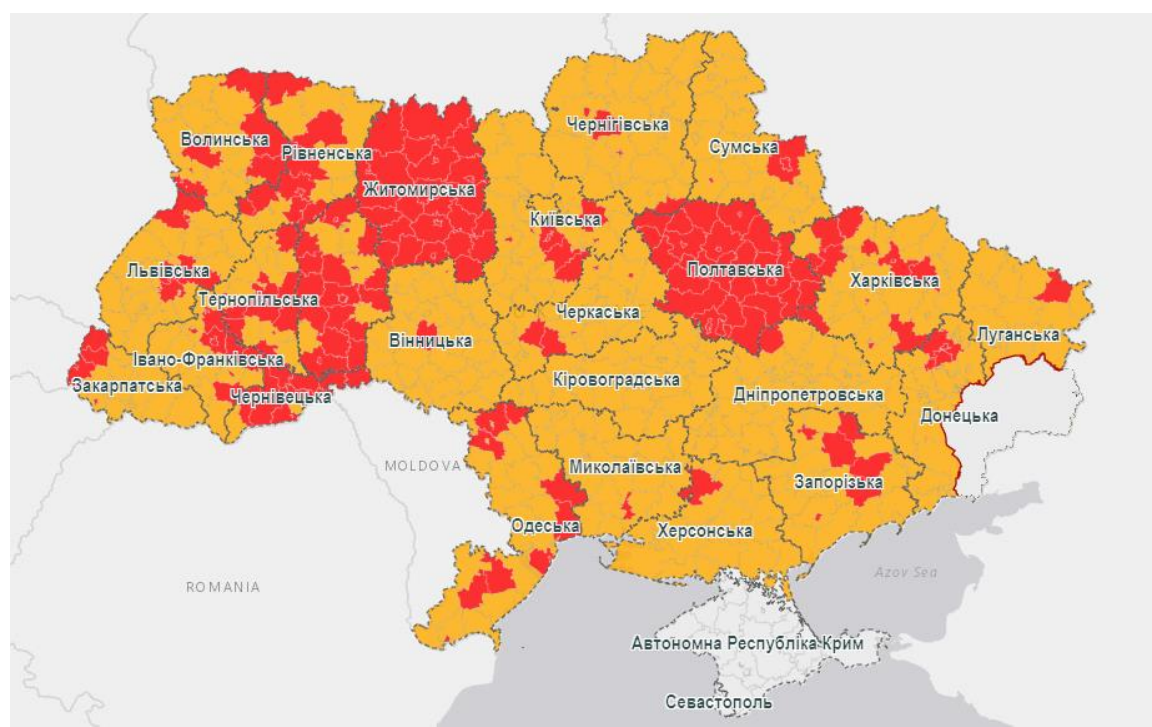 Чернігівська
Волинська
Рівненська
Сумська
Житомирська
Київська
Львівська
Полтавська
Харківська
Тернопільська
Черкаська
Луганська
Вінницька
Івано-Франківська
Закарпатська
Кіровоградська
Чернівецька
Дніпропетровська
Донецька
MOLDOVA
Миколаївська
Запорізька
Одеська
Херсонська
Azov Sea
ROMANIA
Автономна Республіка Крим
Севастополь